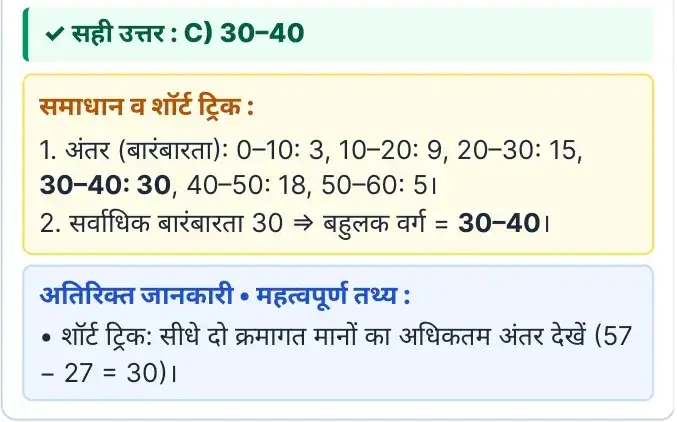 ✓ सही उत्तर : C) 30–40
समाधान व शॉर्ट ट्रिक :
1. अंतर (बारंबारता): 0–10: 3, 10–20: 9, 20–30: 15,
30–40: 30, 40–50: 18, 50–60: 5।
2. सर्वाधिक बारंबारता 30 ⇒ बहुलक वर्ग = 30–40।
अतिरिक्त जानकारी • महत्वपूर्ण तथ्य :
• शॉर्ट ट्रिक: सीधे दो क्रमागत मानों का अधिकतम अंतर देखें (57
– 27 = 30)।